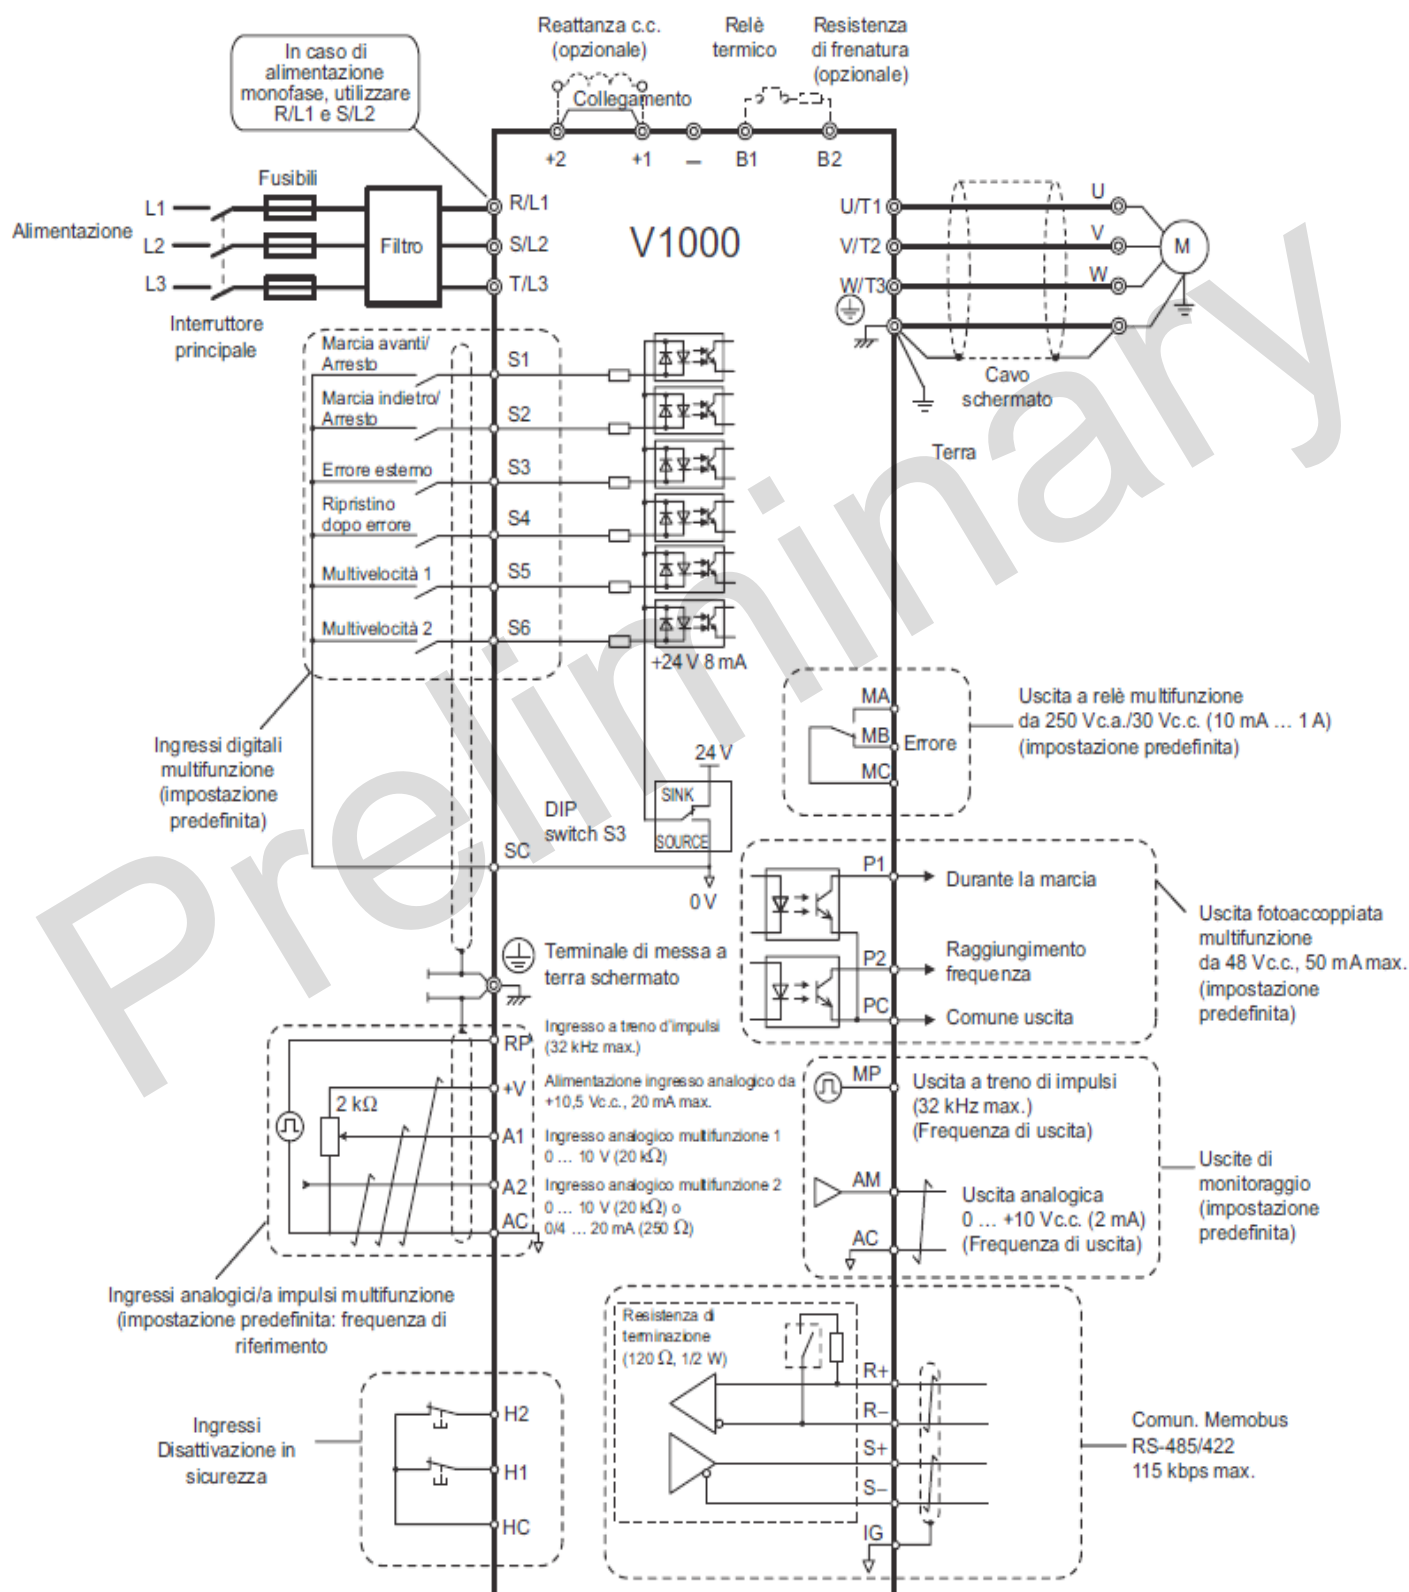 Reattanza c.c.
(opzionale)
Relè
termico
Resistenza
di frenatura
(opzionale)
In caso di
alimentazione
monofase, utilizzare
R/L1 e S/L2
Collegamento
+2
+1
–
B1
B2
Fusibili
Alimentazione
L1
L2
L3
Filtro
R/L1
S/L2
T/L3
V1000
U/T1
V/T2
W/T3
U
V
W
M
Interruttore
principale
Cavo
schermato
Terra
Marcia avanti/
Arresto
S1
Marcia indietro/
Arresto
S2
Errore esterno
S3
Ripristino
dopo errore
S4
Multivelocità 1
S5
Multivelocità 2
S6
+24 V 8 mA
Ingressi digitali
multifunzione
(impostazione
predefinita)
24 V
SINK
SOURCE
DIP
switch S3
SC
0 V
MA
MB
MC
Errore
Uscita a relè multifunzione
da 250 Vc.a./30 Vc.c. (10 mA … 1 A)
(impostazione predefinita)
P1
Durante la marcia
P2
Raggiungimento
frequenza
PC
Comune uscita
Uscita fotoaccoppiata
multifunzione
da 48 Vc.c., 50 mA max.
(impostazione
predefinita)
Terminale di messa a
terra schermato
RP
Ingresso a treno d'impulsi
(32 kHz max.)
+V
Alimentazione ingresso analogico da
+10,5 Vc.c., 20 mA max.
2 kΩ
A1
Ingresso analogico multifunzione 1
0 … 10 V (20 kΩ)
A2
Ingresso analogico multifunzione 2
0 … 10 V (20 kΩ) o
0/4 … 20 mA (250 Ω)
AC
Ingressi analogici/a impulsi multifunzione
(impostazione predefinita: frequenza di
riferimento
MP
Uscita a treno di impulsi
(32 kHz max.)
(Frequenza di uscita)
AM
Uscita analogica
0 … +10 Vc.c. (2 mA)
(Frequenza di uscita)
AC
Uscite di
monitoraggio
(impostazione
predefinita)
Resistenza di
terminazione
(120 Ω, 1/2 W)
R+
R–
S+
S–
IG
Comun. Memobus
RS-485/422
115 kbps max.
Ingressi
Disattivazione in
sicurezza
H2
H1
HC
Preliminary